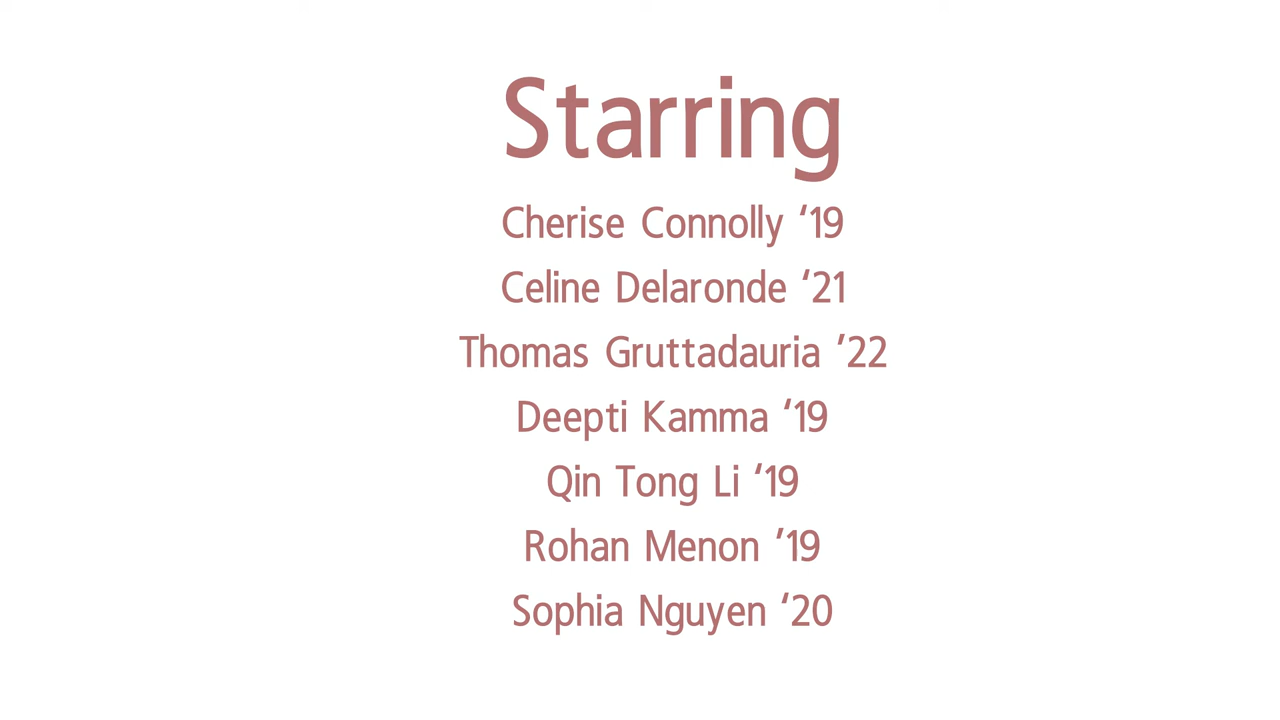 Starring
Cherise Connolly ‘19
Celine Delaronde ‘21
Thomas Gruttadauria ’22
Deepti Kamma ‘19
Qin Tong Li ‘19
Rohan Menon ’19
Sophia Nguyen ‘20